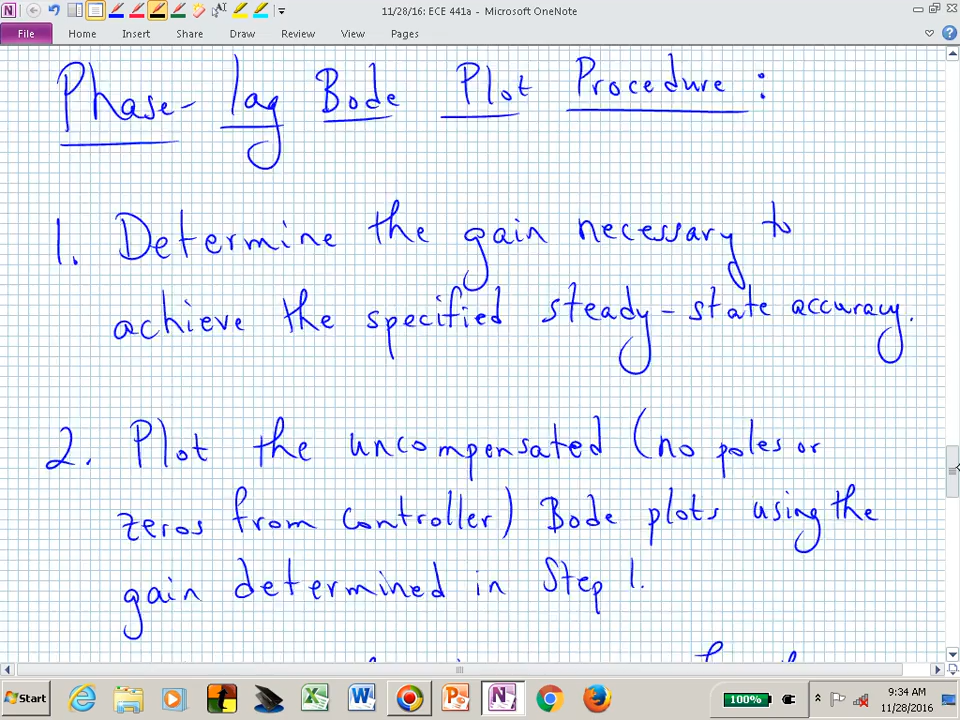 11/28/16: ECE 441a - Microsoft OneNote
File Home Insert Share Draw Review View Pages
Phase-lag Bode Plot Procedure:
1. Determine the gain necessary to
achieve the specified steady-state accuracy.
2. Plot the uncompensated (no poles or
zeros from controller) Bode plots using the
gain determined in Step 1.
Start
100%
9:34 AM
11/28/2016